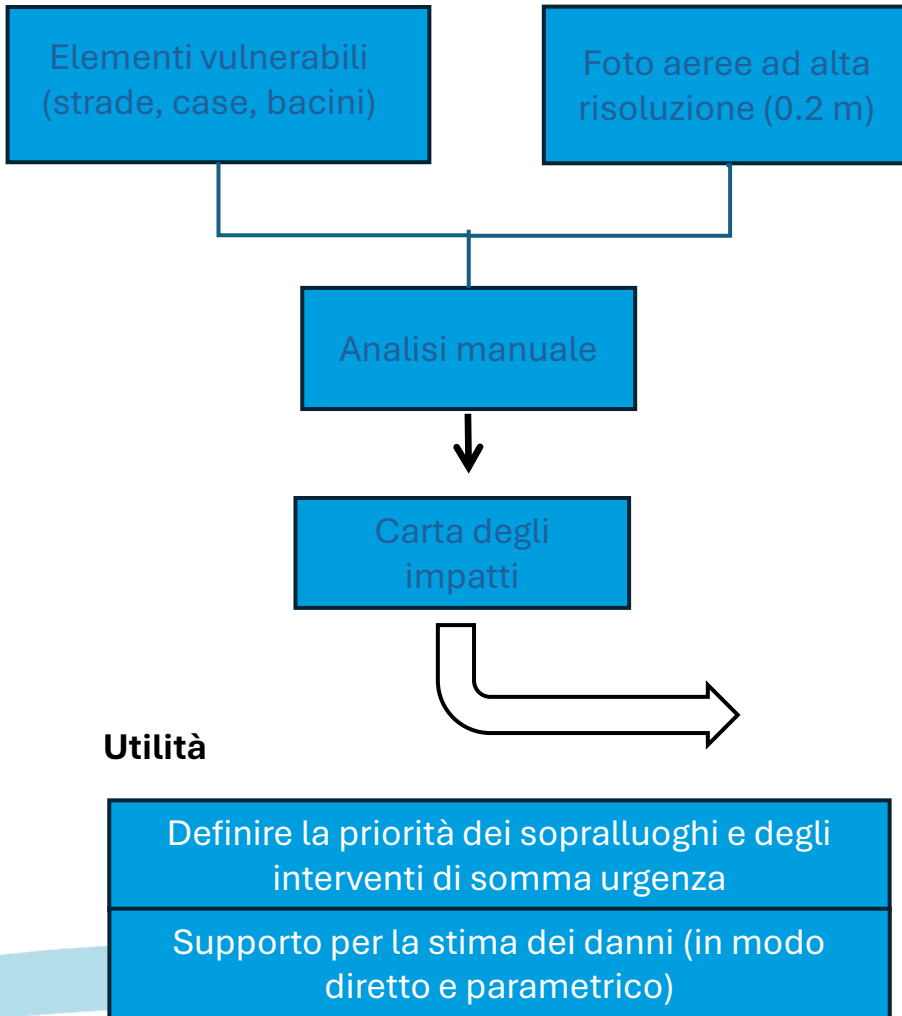 Elementi vulnerabili
(strade, case, bacini)
Foto aeree ad alta
risoluzione (0.2 m)
Analisi manuale
Carta degli
impatti
Utilità
Definire la priorità dei sopralluoghi e degli
interventi di somma urgenza
Supporto per la stima dei danni (in modo
diretto e parametrico)